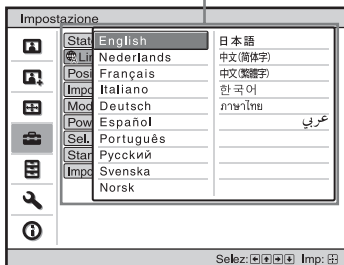 Impostazione
Stat
Lin
Posi
Impo
Mod
Pow
Sel.
Star
Impo
English
Nederlands
Français
Italiano
Deutsch
Español
Português
Русский
Svenska
Norsk
日本語
中文(简体字)
中文(繁體字)
한국어
ภาษาไทย
عربي
Selez: Imp: